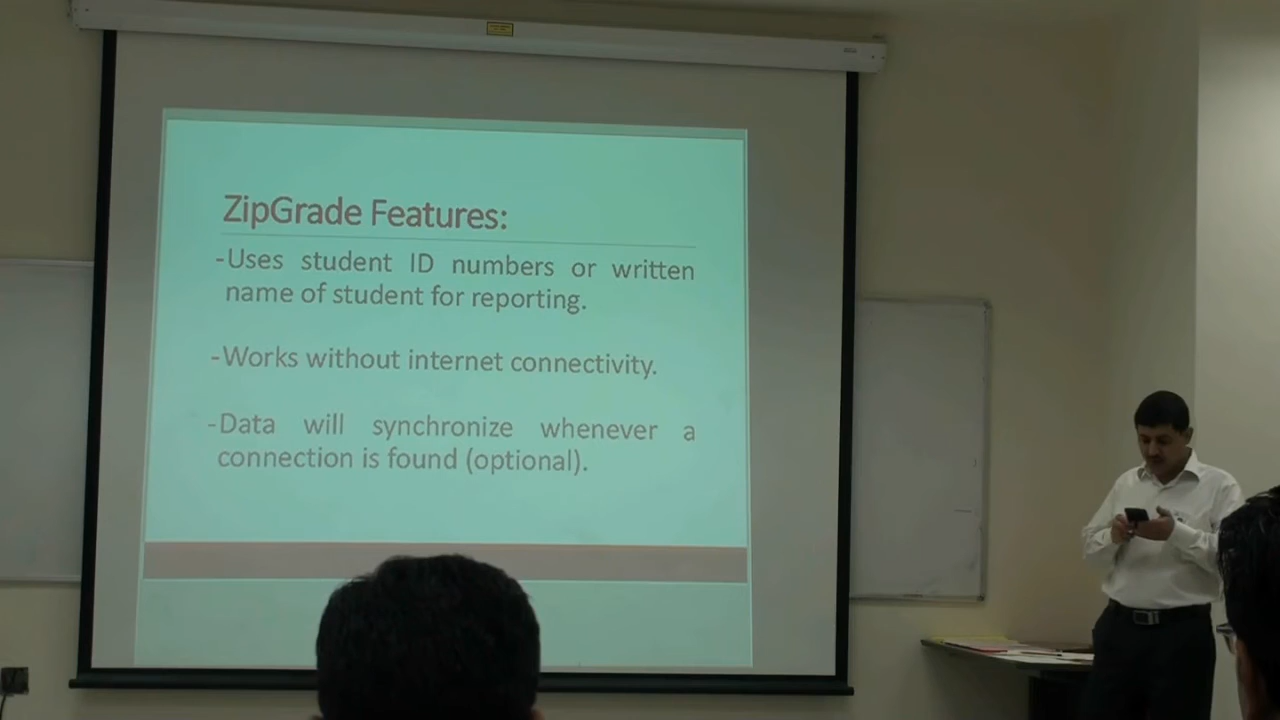 ZipGrade Features:
-Uses student ID numbers or written
name of student for reporting.
-Works without internet connectivity.
-Data will synchronize whenever a
connection is found (optional).